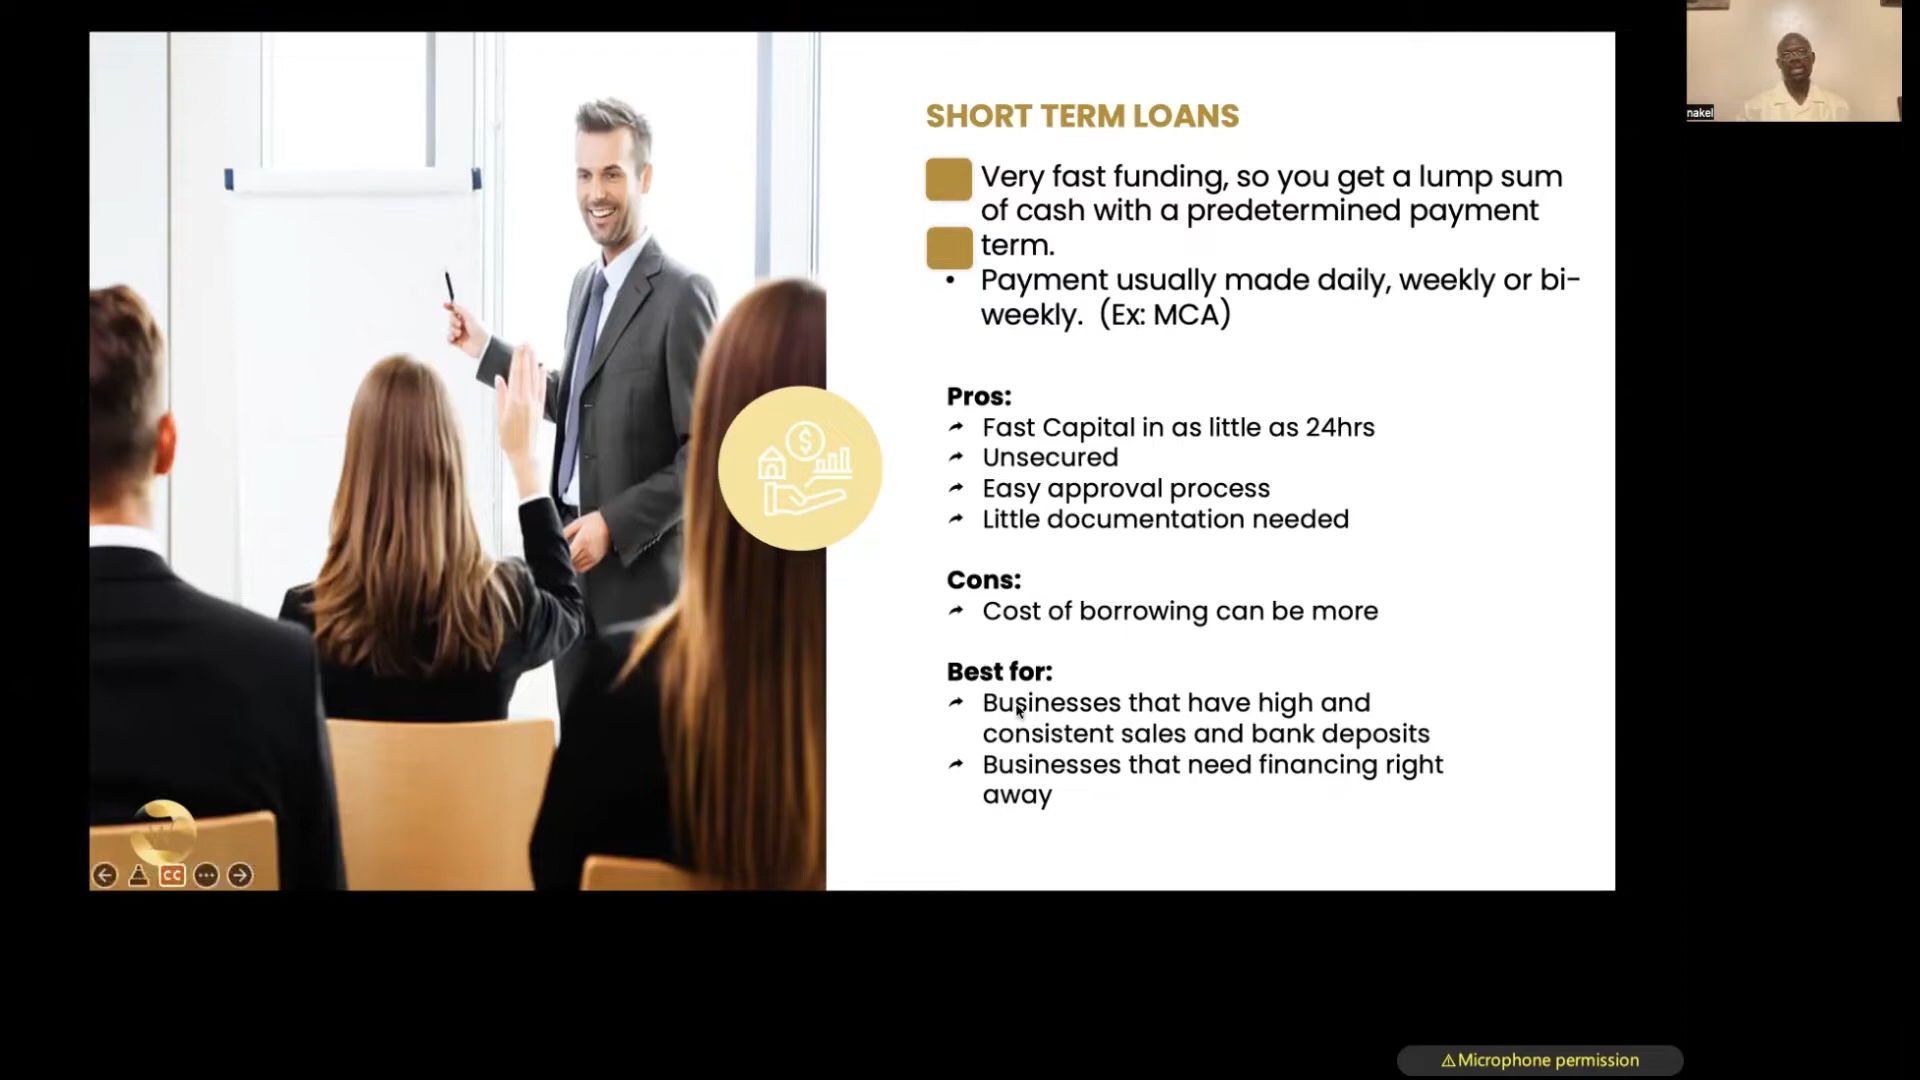 nakel
SHORT TERM LOANS
Very fast funding, so you get a lump sum
of cash with a predetermined payment
term.
• Payment usually made daily, weekly or bi-
weekly. (Ex: MCA)
Pros:
Fast Capital in as little as 24hrs
Unsecured
Easy approval process
Little documentation needed
Cons:
Cost of borrowing can be more
Best for:
Businesses that have high and
consistent sales and bank deposits
Businesses that need financing right
away
$
CC
⚠Microphone permission